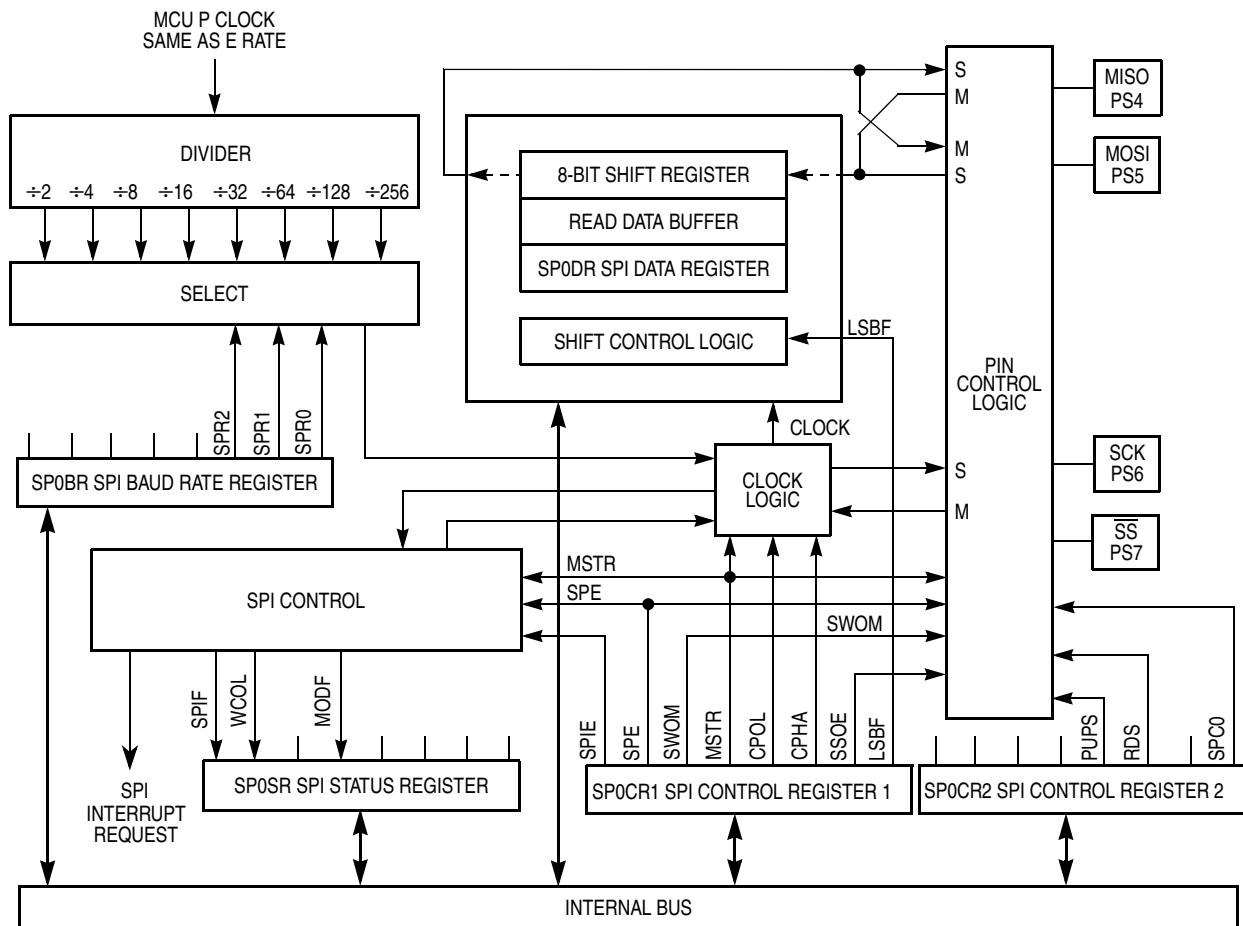 MCU P CLOCK
SAME AS E RATE
DIVIDER
÷2 ÷4 ÷8 ÷16 ÷32 ÷64 ÷128 ÷256
SELECT
SPR2
SPR1
SPR0
SP0BR SPI BAUD RATE REGISTER
8-BIT SHIFT REGISTER
READ DATA BUFFER
SP0DR SPI DATA REGISTER
SHIFT CONTROL LOGIC
LSBF
CLOCK
CLOCK
LOGIC
S
M
M
S
S
M
PIN
CONTROL
LOGIC
MISO
PS4
MOSI
PS5
SCK
PS6
SS
PS7
SPI CONTROL
MSTR
SPE
SWOM
SPIF
WCOL
MODF
SPI
INTERRUPT
REQUEST
SP0SR SPI STATUS REGISTER
SPIE
SPE
SWOM
MSTR
CPOL
CPHA
SSOE
LSBF
SP0CR1 SPI CONTROL REGISTER 1
PUPS
RDS
SPC0
SP0CR2 SPI CONTROL REGISTER 2
INTERNAL BUS